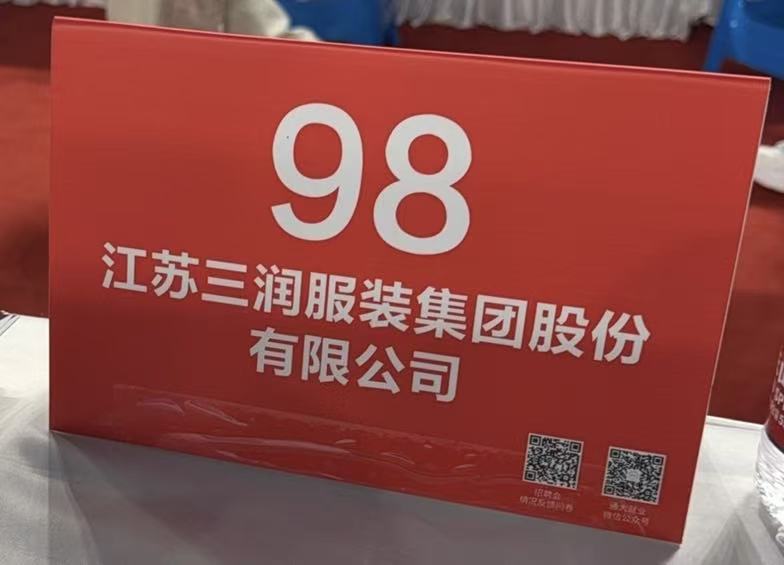 98
江苏三润服装集团股份
有限公司
招聘会
情况反馈问卷
通大就业
微信公众号